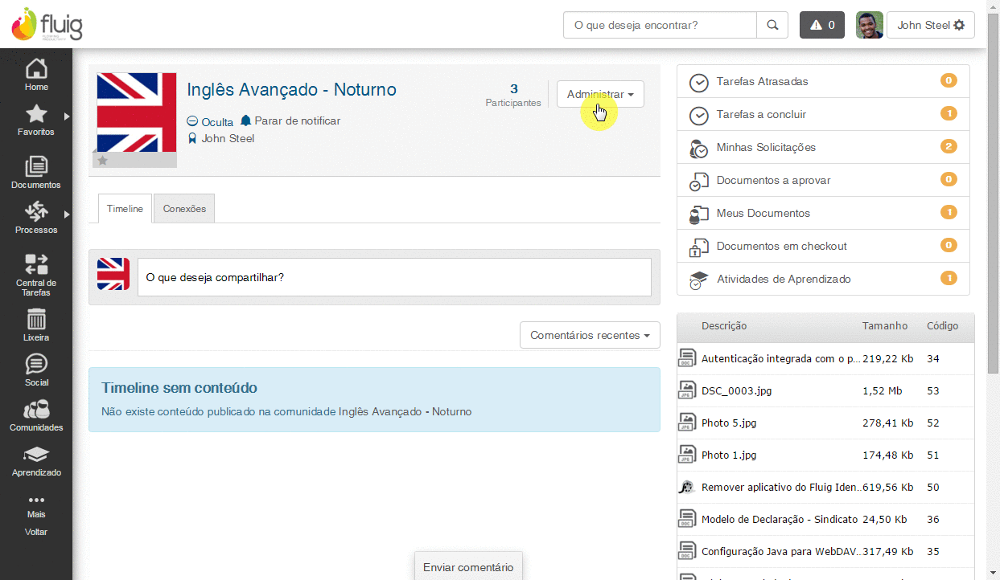 fluig
O que deseja encontrar?
0
John Steel
Home
Favoritos
Documentos
Processos
Central de
Tarefas
Lixeira
Social
Comunidades
Aprendizado
Mais
Voltar
Inglês Avançado - Noturno
Oculta
Parar de notificar
John Steel
3
Participantes
Administrar
Timeline
Conexões
O que deseja compartilhar?
Comentários recentes
Timeline sem conteúdo
Não existe conteúdo publicado na comunidade Inglês Avançado - Noturno
Enviar comentário
Tarefas Atrasadas 0
Tarefas a concluir 1
Minhas Solicitações 2
Documentos a aprovar 0
Meus Documentos 1
Documentos em checkout 0
Atividades de Aprendizado 1
Descrição Tamanho Código
DOC Autenticação integrada com o p... 219,22 Kb 34
JPG DSC_0003.jpg 1,52 Mb 53
JPG Photo 5.jpg 278,41 Kb 52
JPG Photo 1.jpg 174,48 Kb 51
Remover aplicativo do Fluig Iden... 619,56 Kb 50
DOC Modelo de Declaração - Sindicato 24,50 Kb 36
DOC Configuração Java para WebDAV... 317,49 Kb 35